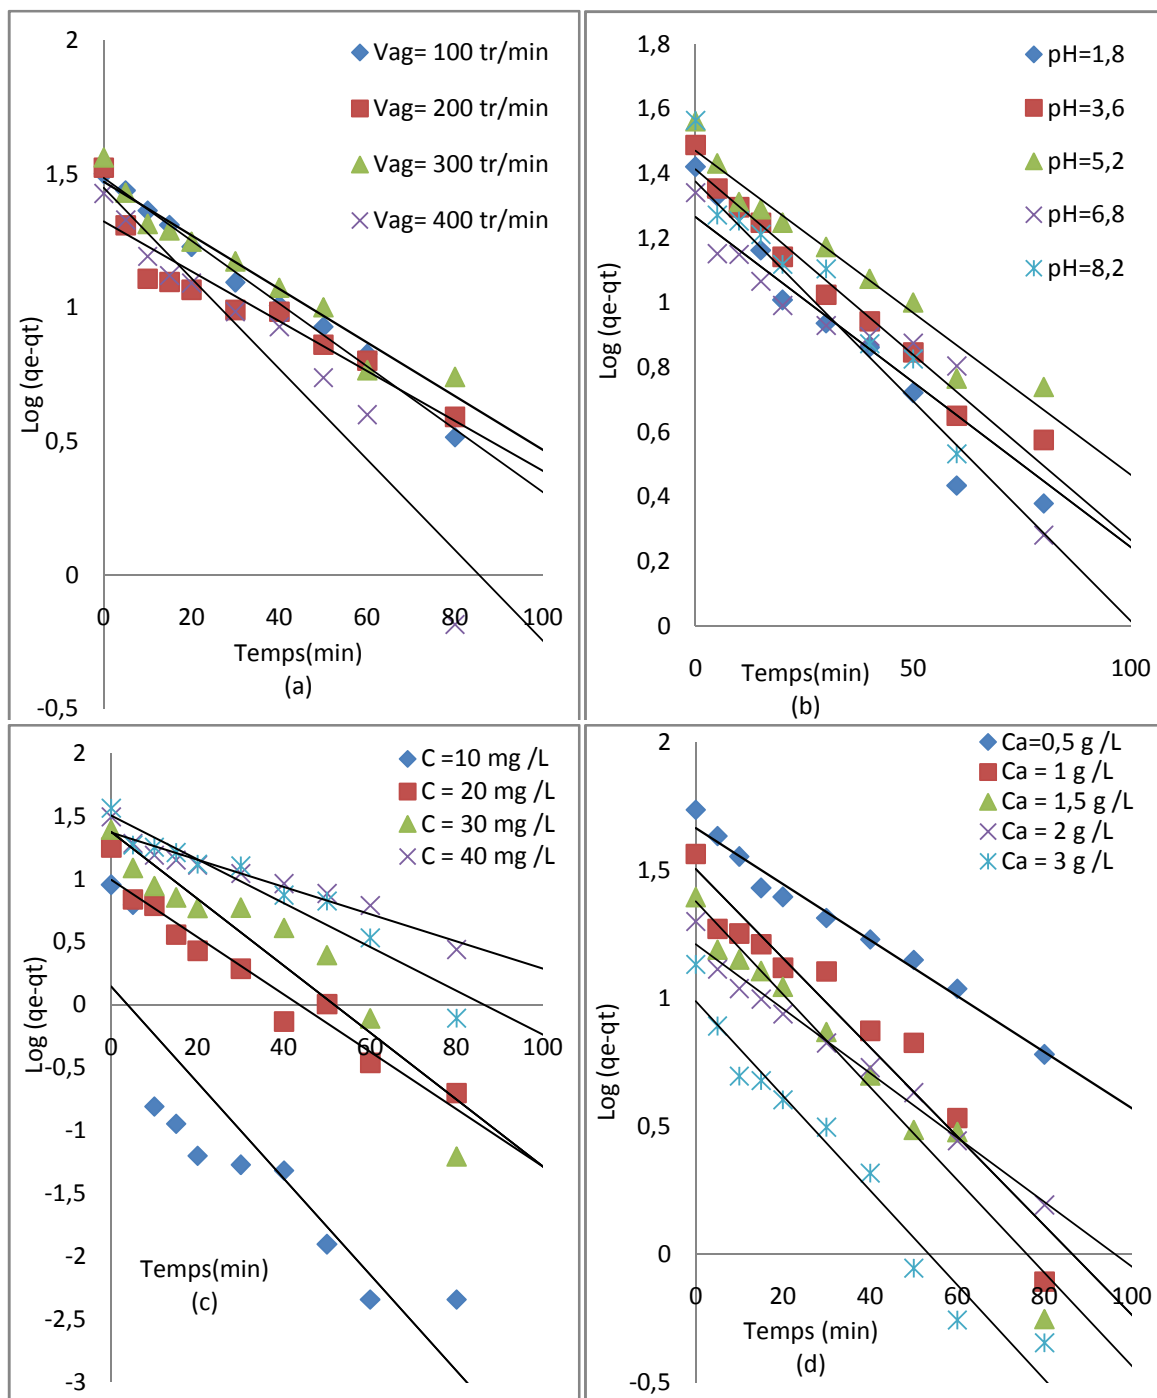 2
1,5
1
0,5
0
-0,5
0 20 40 60 80 100
Log (qe-qt)
Temps(min)
(a)
Vag= 100 tr/min
Vag= 200 tr/min
Vag= 300 tr/min
Vag= 400 tr/min
1,8
1,6
1,4
1,2
1
0,8
0,6
0,4
0,2
0
0 50 100
Log (qe-qt)
Temps(min)
(b)
pH=1,8
pH=3,6
pH=5,2
pH=6,8
pH=8,2
2
1,5
1
0,5
0
-0,5
-1
-1,5
-2
-2,5
-3
0 20 40 60 80 100
Log (qe-qt)
Temps(min)
(c)
C =10 mg /L
C = 20 mg /L
C = 30 mg /L
C = 40 mg /L
2
1,5
1
0,5
0
-0,5
0 20 40 60 80 100
Log (qe-qt)
Temps (min)
(d)
Ca=0,5 g /L
Ca = 1 g /L
Ca = 1,5 g /L
Ca = 2 g /L
Ca = 3 g /L